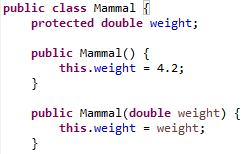 public class Mammal {
    protected double weight;

    public Mammal() {
        this.weight = 4.2;
    }

    public Mammal(double weight) {
        this.weight = weight;
    }